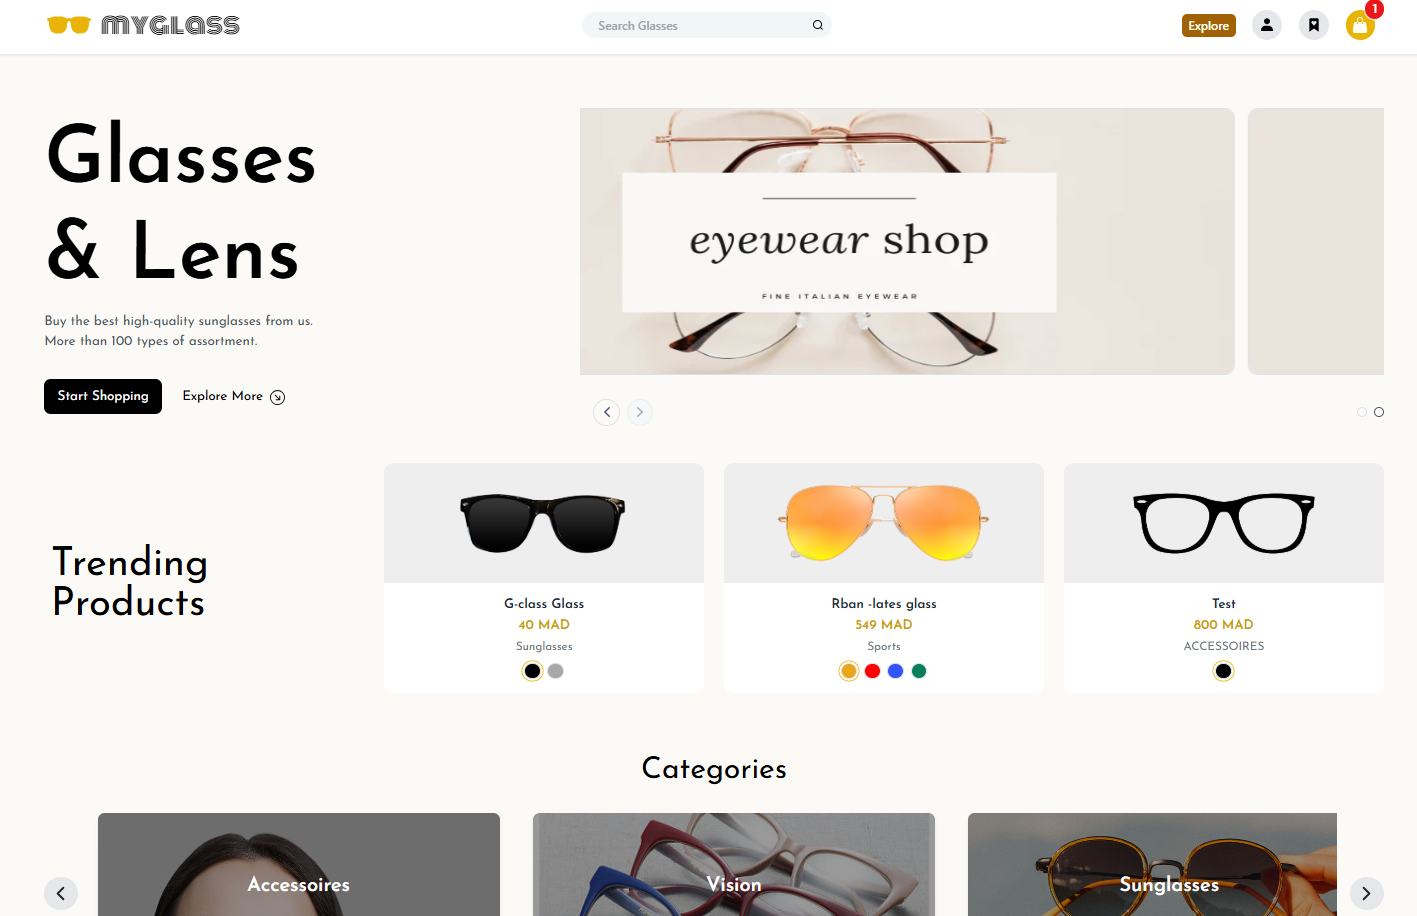 MYGLASS
Search Glasses
Explore
1
Glasses
& Lens
Buy the best high-quality sunglasses from us.
More than 100 types of assortment.
Start Shopping
Explore More
eyewear shop
FINE ITALIAN EYEWEAR
Trending
Products
G-class Glass
40 MAD
Sunglasses
Rban -lates glass
549 MAD
Sports
Test
800 MAD
ACCESSOIRES
Categories
Accessoires
Vision
Sunglasses